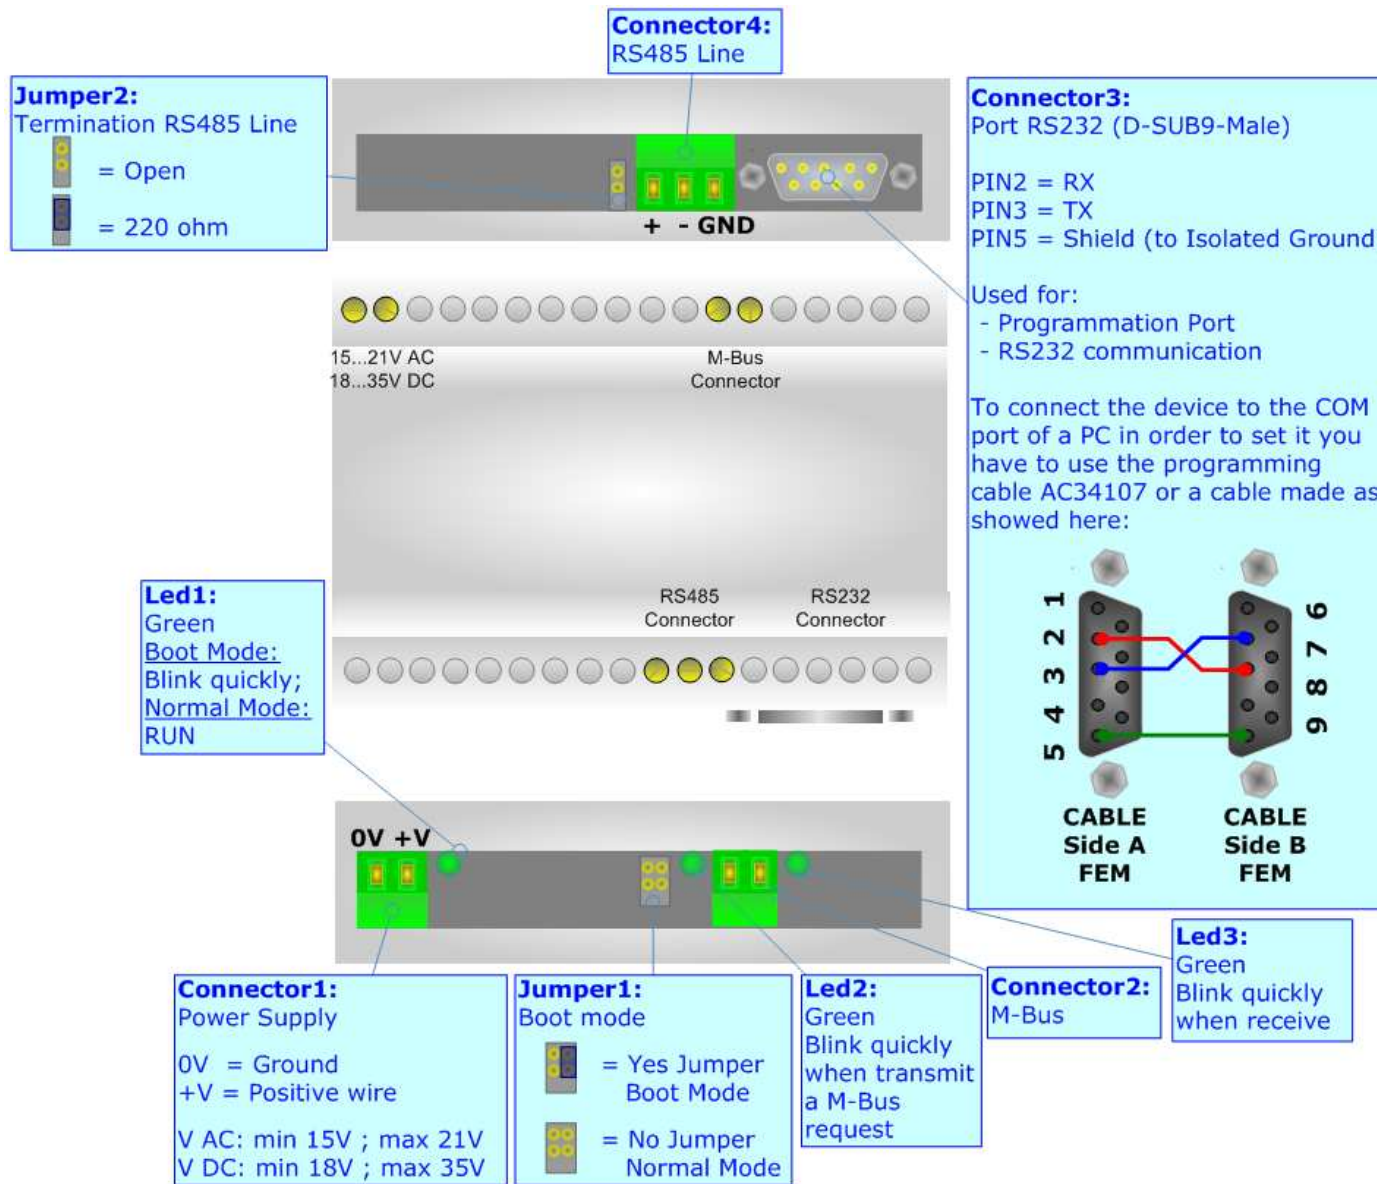 Connector4:
RS485 Line
Jumper2:
Termination RS485 Line
= Open
= 220 ohm
+ - GND
Connector3:
Port RS232 (D-SUB9-Male)
PIN2 = RX
PIN3 = TX
PIN5 = Shield (to Isolated Ground
Used for:
- Programmation Port
- RS232 communication
To connect the device to the COM
port of a PC in order to set it you
have to use the programming
cable AC34107 or a cable made as
showed here:
1
2
3
4
5
6
7
8
9
CABLE
Side A
FEM
CABLE
Side B
FEM
15...21V AC
18...35V DC
M-Bus
Connector
RS485
Connector
RS232
Connector
Led1:
Green
Boot Mode:
Blink quickly;
Normal Mode:
RUN
0V +V
Connector1:
Power Supply
0V = Ground
+V = Positive wire
V AC: min 15V ; max 21V
V DC: min 18V ; max 35V
Jumper1:
Boot mode
= Yes Jumper
Boot Mode
= No Jumper
Normal Mode
Led2:
Green
Blink quickly
when transmit
a M-Bus
request
Connector2:
M-Bus
Led3:
Green
Blink quickly
when receive